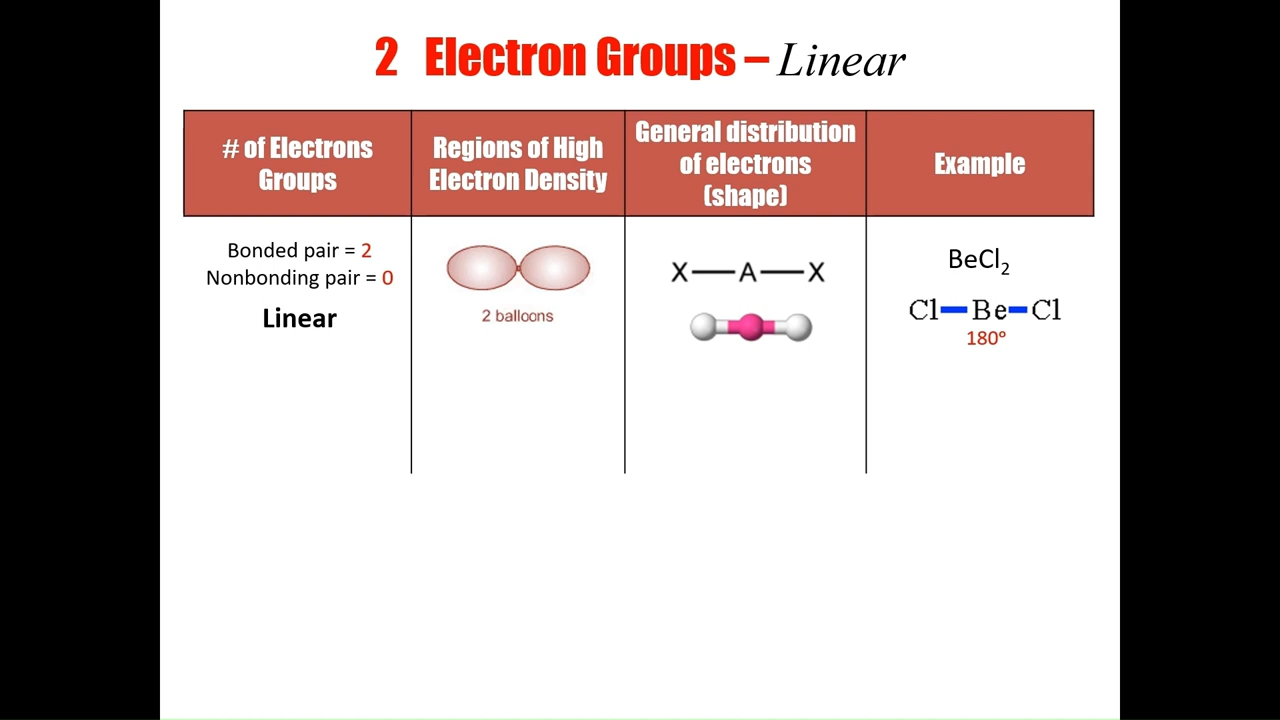 2 Electron Groups – Linear
# of Electrons
Groups
Regions of High
Electron Density
General distribution
of electrons
(shape)
Example
Bonded pair = 2
Nonbonding pair = 0
Linear
2 balloons
X—A—X
BeCl₂
Cl–Be–Cl
180°